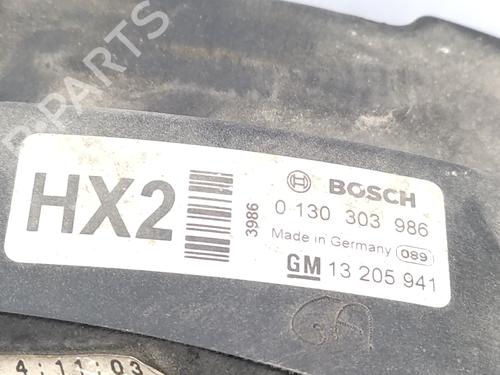 HX2
3986
BOSCH
0 130 303 986
Made in Germany 089
GM 13 205 941
GA
4:11:03
B-PARTS